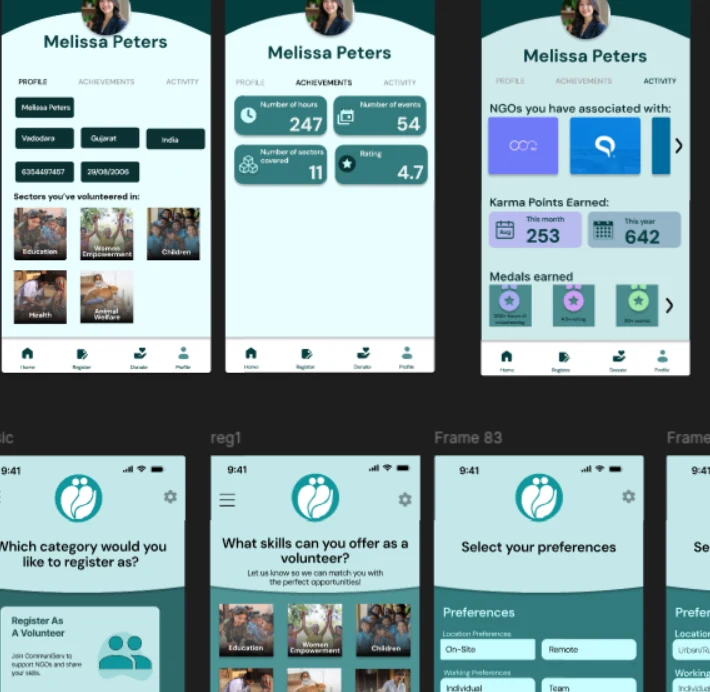 Melissa Peters
PROFILE ACHIEVEMENTS ACTIVITY
Melissa Peters
Vadodara Gujarat India
6354497457 29/08/2006
Sectors you've volunteered in:
Education Women Empowerment Children
Health Animal Welfare
Home Register Donate Profile
Melissa Peters
PROFILE ACHIEVEMENTS ACTIVITY
Number of hours
247
Number of events
54
Number of sectors
covered
11
Rating
4.7
Home Register Donate Profile
Melissa Peters
PROFILE ACHIEVEMENTS ACTIVITY
NGOs you have associated with:
Karma Points Earned:
Aug
This month
253
This year
642
Medals earned
Home Register Donate Profile
sic
9:41
Which category would you
like to register as?
Register As
A Volunteer
Join CommuniServ to
support NGOs and share
your skills.
reg1
9:41
What skills can you offer as a
volunteer?
Let us know so we can match you with
the perfect opportunities!
Education Women Empowerment Children
Frame 83
9:41
Select your preferences
Preferences
Location Preferences
On-Site Remote
Working Preferences
Individual Team
Frame
9:41
Se
Prefer
Location
Working
Individual